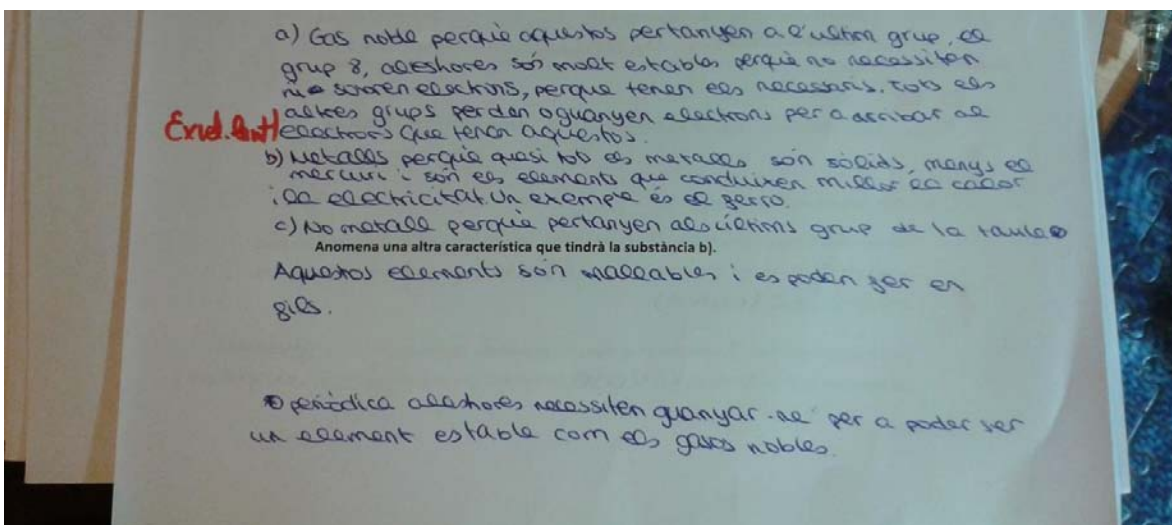 a) Gas noble perquè aquestos pertanyen a l'ultim grup, el
grup 8, aleshores són molt estables perquè no necessiten
ni sobren electrons, perque tenen els necessaris. Tots els
altres grups perden o guanyen electrons per a arribar al
electrons que tenen aquestos.
b) Metalls perquè quasi tots els metalls són sòlids, menys el
mercuri i són els elements que conduixen millor el calor
i la electricitat. Un exemple és el ferro.
c) No metall perquè pertanyen als últims grup de la taula
Anomena una altra característica que tindrà la substància b).
Aquestos elements són maleables i es poden fer en
fils.
periòdica aleshores necessiten guanyar-ne per a poder ser
un element estable com els gasos nobles.